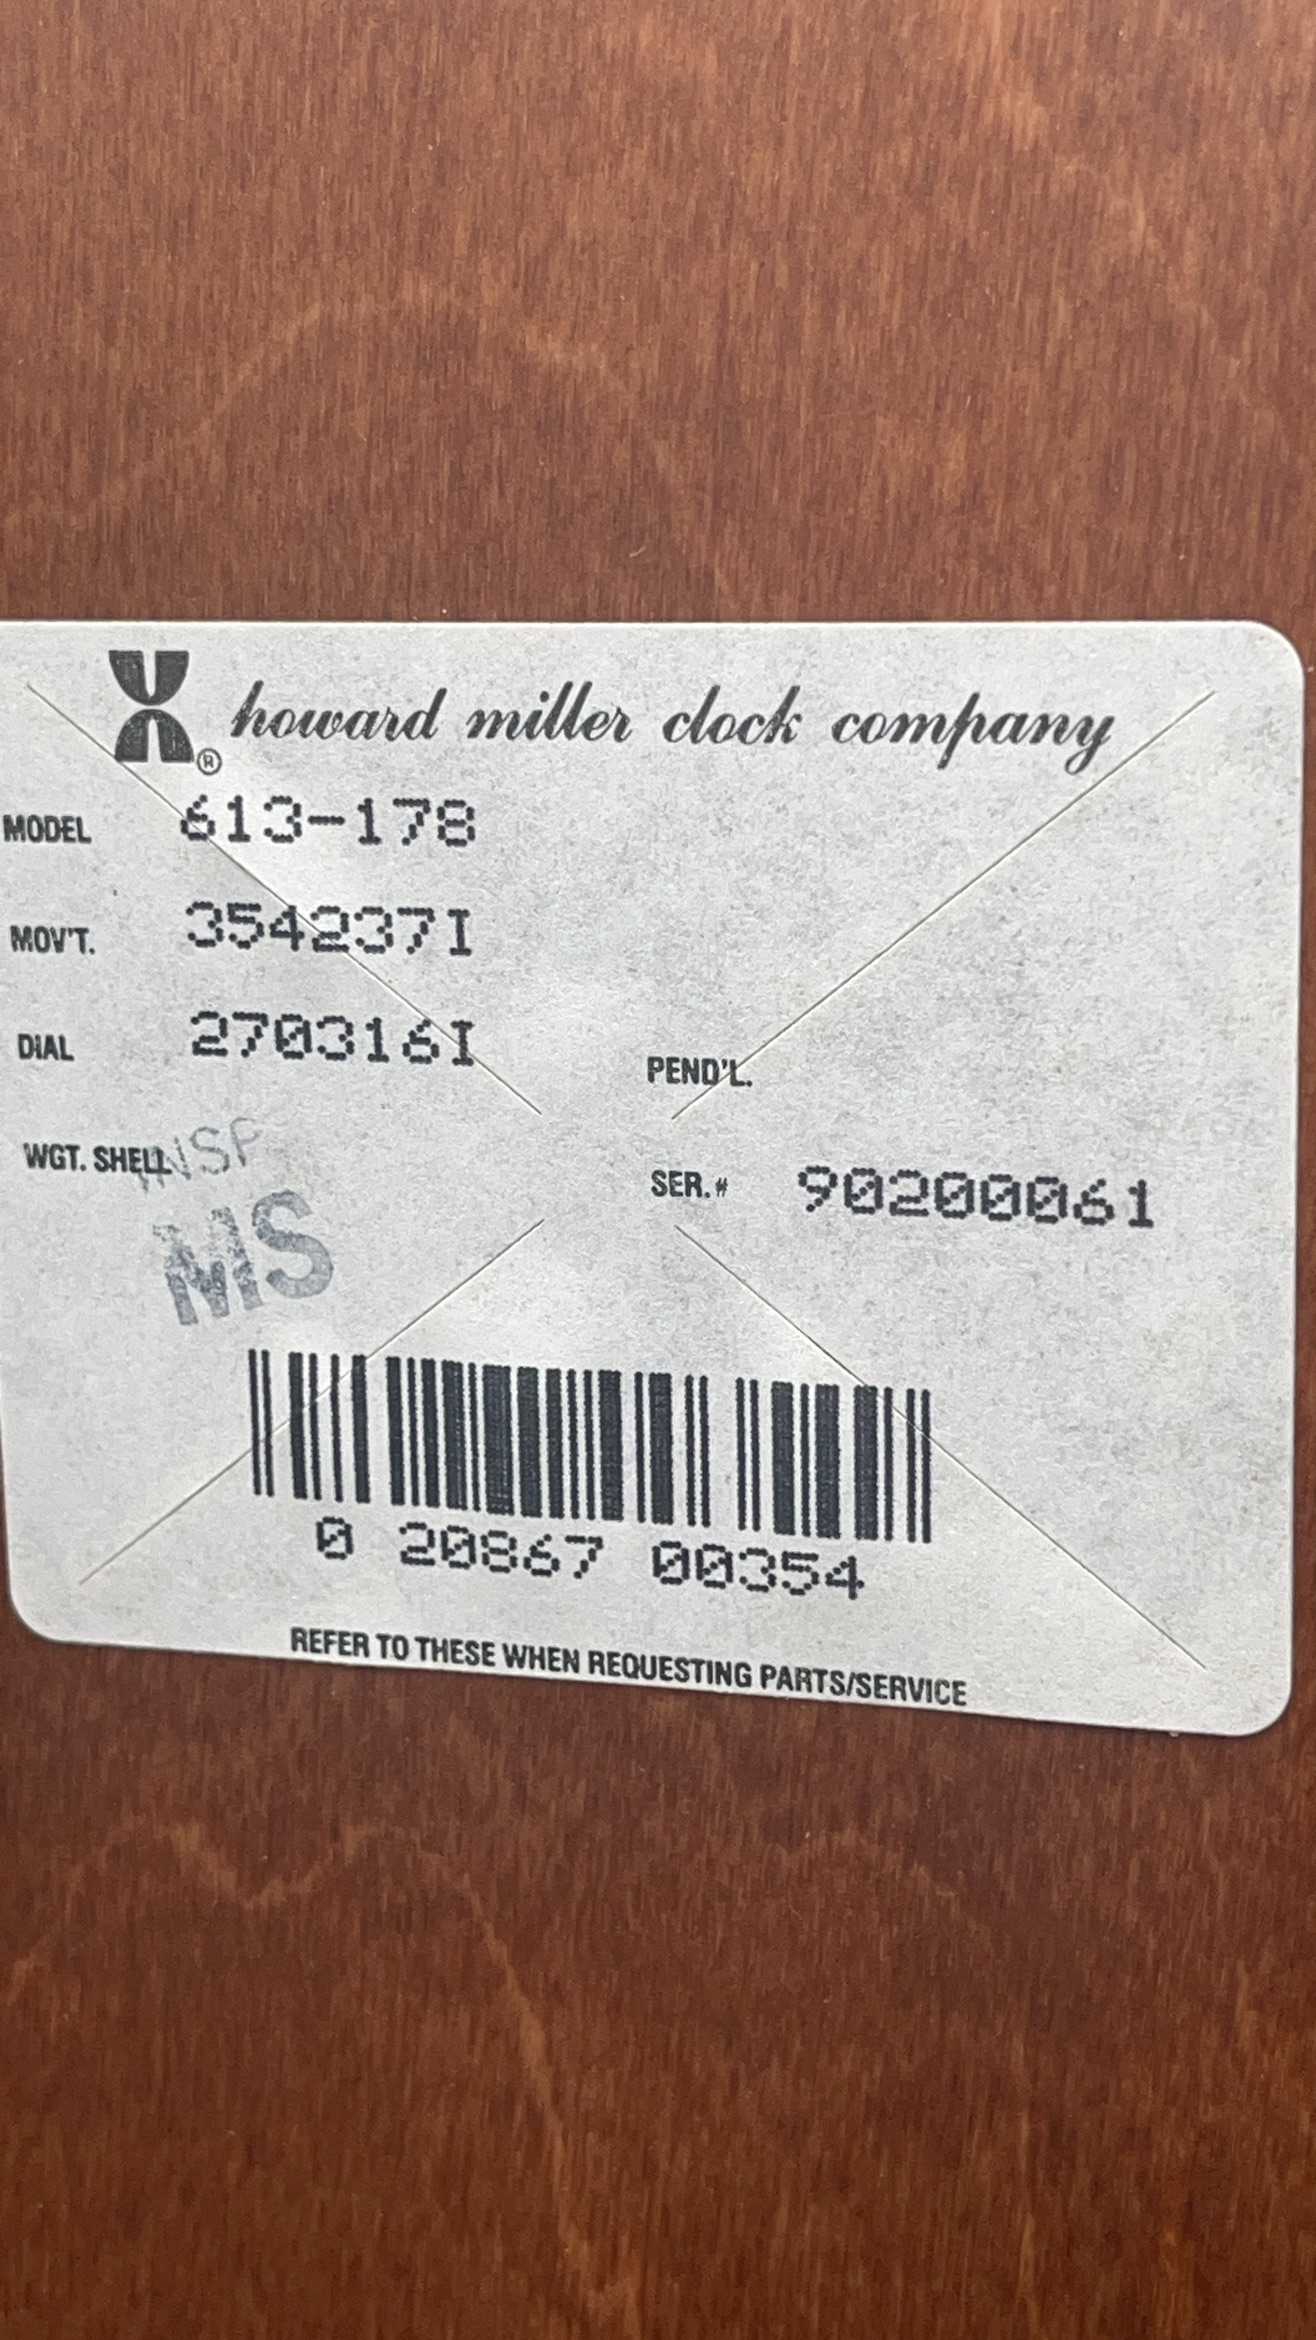 howard miller clock company
MODEL 613-178
MOV'T. 354237I
DIAL 270316I
PEND'L.
WGT. SHELL
INSP
SER.# 90200061
MS
0 20867 00354
REFER TO THESE WHEN REQUESTING PARTS/SERVICE